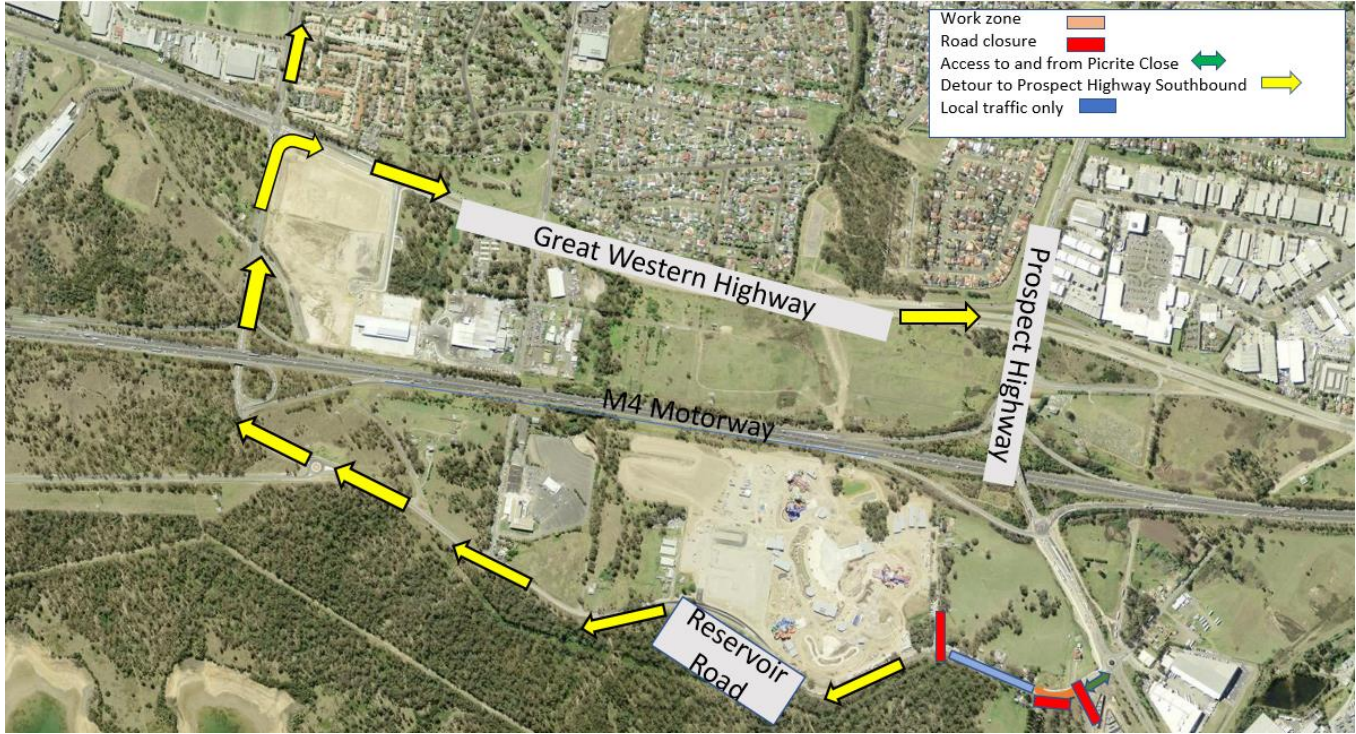 Work zone
Road closure
Access to and from Picrite Close
Detour to Prospect Highway Southbound
Local traffic only
Great Western Highway
Prospect Highway
M4 Motorway
Reservoir
Road